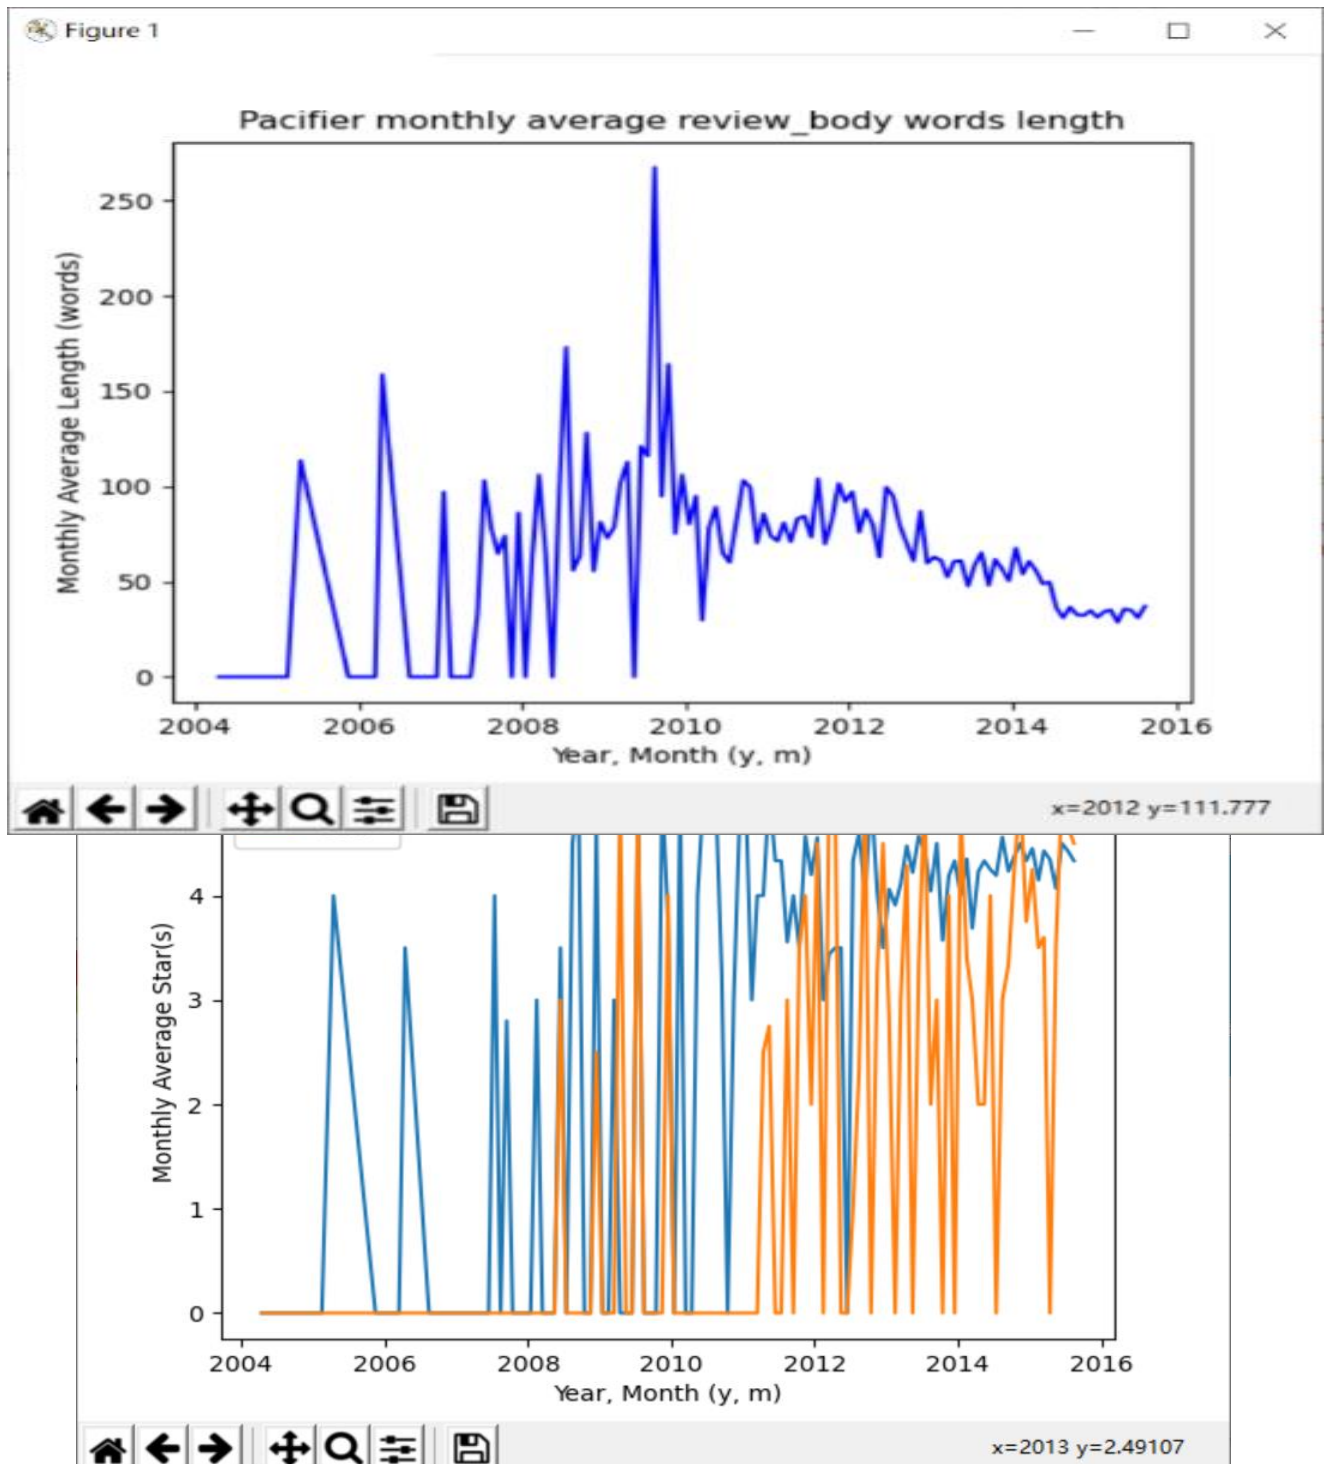 Figure 1
Pacifier monthly average review_body words length
Monthly Average Length (words)
250
200
150
100
50
0
2004 2006 2008 2010 2012 2014 2016
Year, Month (y, m)
x=2012 y=111.777
Monthly Average Star(s)
4
3
2
1
0
2004 2006 2008 2010 2012 2014 2016
Year, Month (y, m)
x=2013 y=2.49107